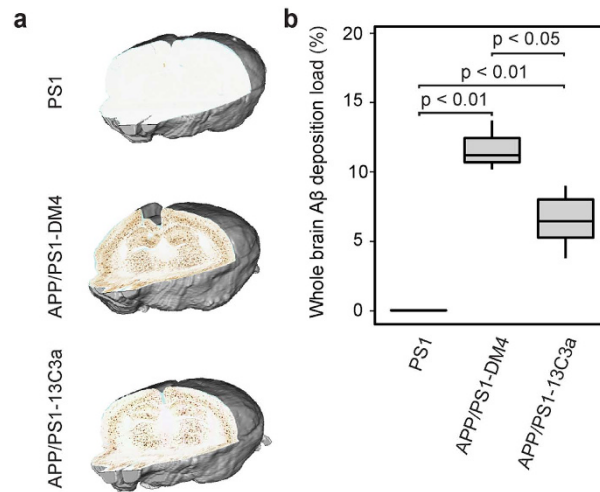 a
PS1
APP/PS1-DM4
APP/PS1-13C3a
b
Whole brain Aβ deposition load (%)
20
15
10
5
0
p < 0.05
p < 0.01
p < 0.01
PS1
APP/PS1-DM4
APP/PS1-13C3a